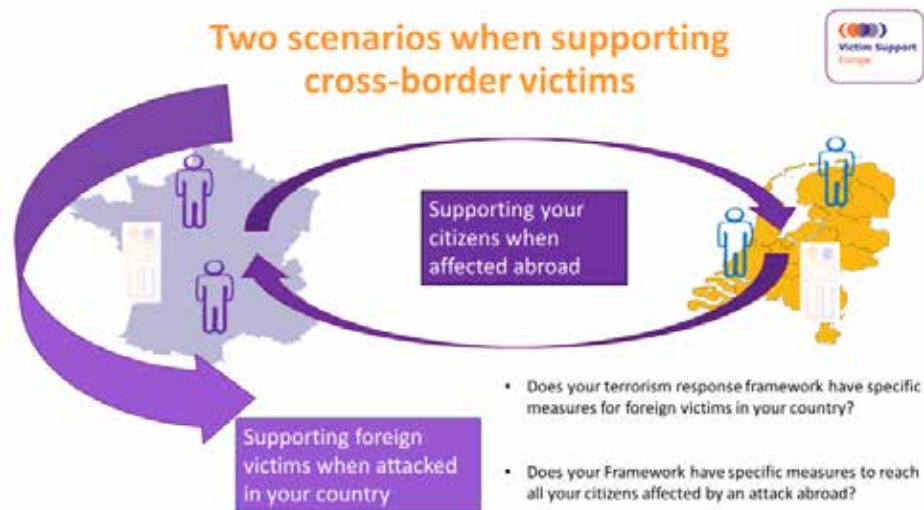 Two scenarios when supporting
cross-border victims
Victim Support
Europe
Supporting your
citizens when
affected abroad
Supporting foreign
victims when attacked
in your country
• Does your terrorism response framework have specific
measures for foreign victims in your country?
• Does your Framework have specific measures to reach
all your citizens affected by an attack abroad?